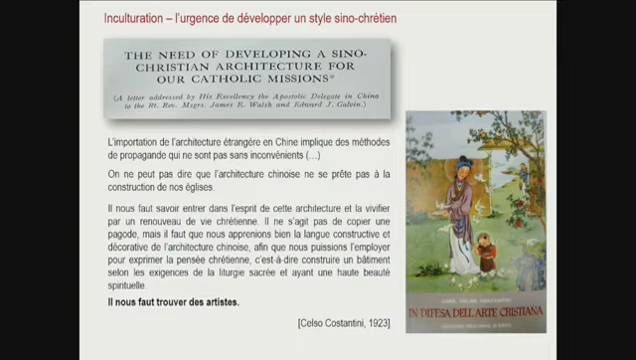 Inculturation – l'urgence de développer un style sino-chrétien
THE NEED OF DEVELOPING A SINO-
CHRISTIAN ARCHITECTURE FOR
OUR CATHOLIC MISSIONS*
(A letter addressed by His Excellency the Apostolic Delegate in China
to the Rt. Rev. Msgrs. James E. Walsh and Edward J. Galvin.)
L'importation de l'architecture étrangère en Chine implique des méthodes
de propagande qui ne sont pas sans inconvénients (…)
On ne peut pas dire que l'architecture chinoise ne se prête pas à la
construction de nos églises.
Il nous faut savoir entrer dans l'esprit de cette architecture et la vivifier
par un renouveau de vie chrétienne. Il ne s'agit pas de copier une
pagode, mais il faut que nous apprenions bien la langue constructive et
décorative de l'architecture chinoise, afin que nous puissions l'employer
pour exprimer la pensée chrétienne, c'est-à-dire construire un bâtiment
selon les exigences de la liturgie sacrée et ayant une haute beauté
spirituelle.
Il nous faut trouver des artistes.
[Celso Costantini, 1923]
CELSO COSTANTINI
IN DIFESA DELL'ARTE CRISTIANA